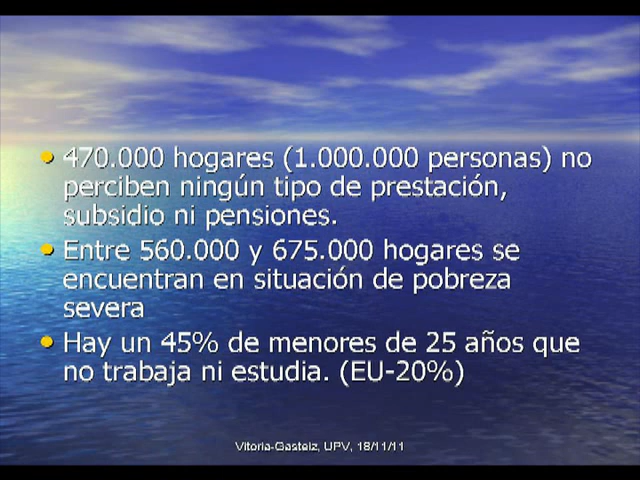 • 470.000 hogares (1.000.000 personas) no
perciben ningún tipo de prestación,
subsidio ni pensiones.
• Entre 560.000 y 675.000 hogares se
encuentran en situación de pobreza
severa
• Hay un 45% de menores de 25 años que
no trabaja ni estudia. (EU-20%)
Vitoria-Gasteiz, UPV, 18/11/11